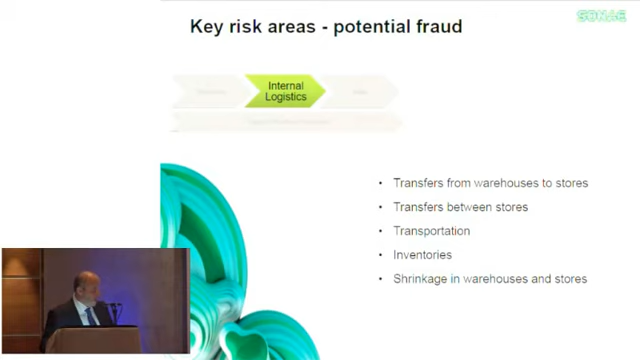 SONAE
Key risk areas - potential fraud
Internal
Logistics
• Transfers from warehouses to stores
• Transfers between stores
• Transportation
• Inventories
• Shrinkage in warehouses and stores